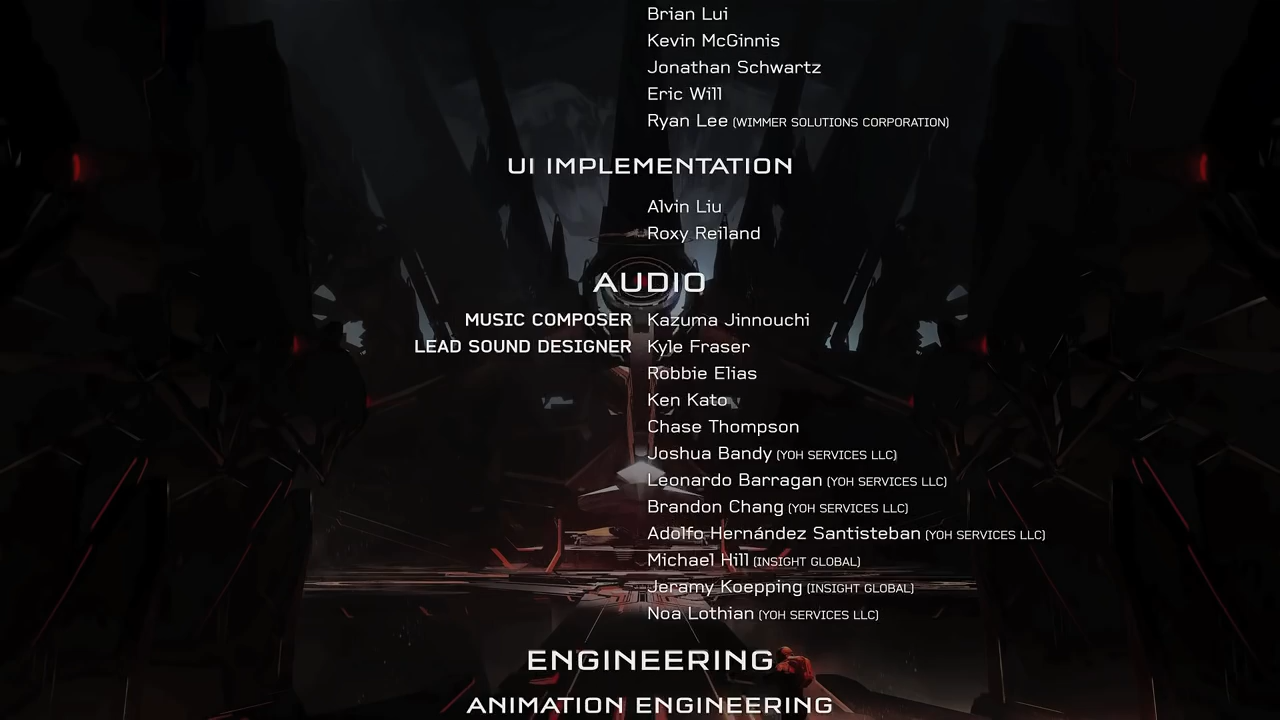 Brian Lui
Kevin McGinnis
Jonathan Schwartz
Eric Will
Ryan Lee (WIMMER SOLUTIONS CORPORATION)
UI IMPLEMENTATION
Alvin Liu
Roxy Reiland
AUDIO
MUSIC COMPOSER Kazuma Jinnouchi
LEAD SOUND DESIGNER Kyle Fraser
Robbie Elias
Ken Kato
Chase Thompson
Joshua Bandy (YOH SERVICES LLC)
Leonardo Barragan (YOH SERVICES LLC)
Brandon Chang (YOH SERVICES LLC)
Adolfo Hernández Santisteban (YOH SERVICES LLC)
Michael Hill (INSIGHT GLOBAL)
Jeramy Koepping (INSIGHT GLOBAL)
Noa Lothian (YOH SERVICES LLC)
ENGINEERING
ANIMATION ENGINEERING